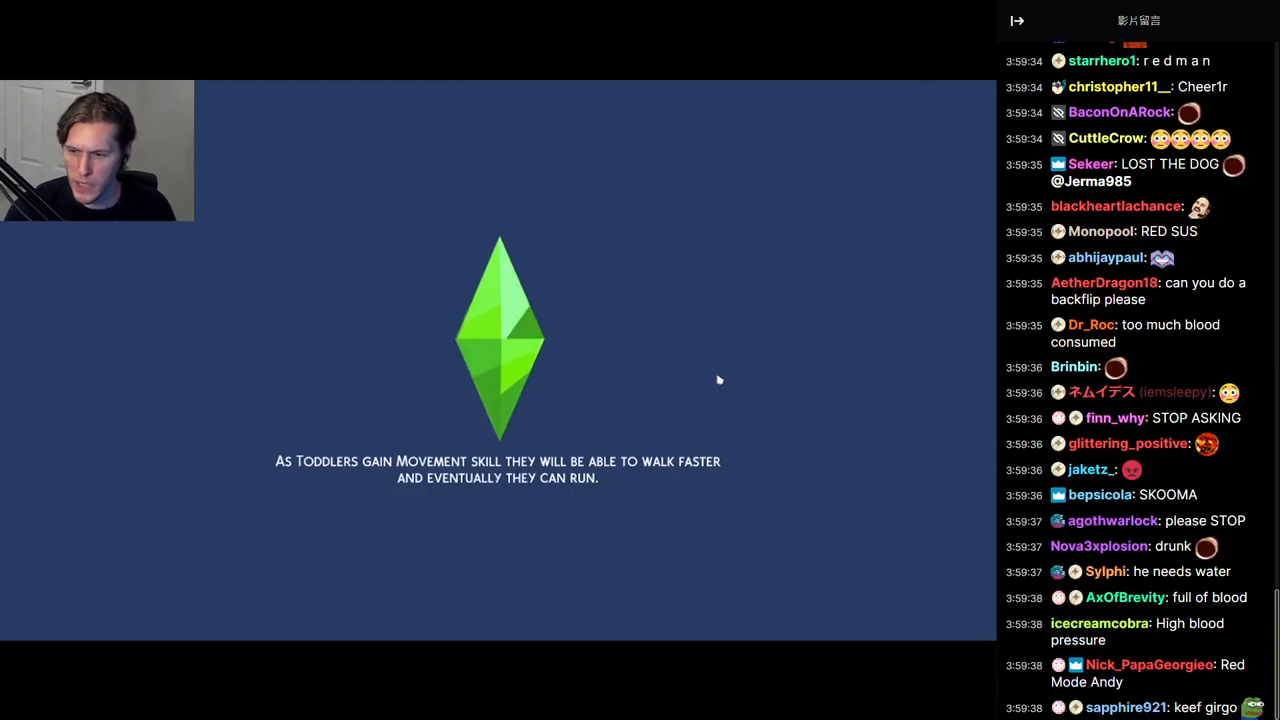 影片留言
3:59:34 starrhero1: r e d m a n
3:59:34 christopher11__: Cheer1r
3:59:34 BaconOnARock:
3:59:34 CuttleCrow:
3:59:35 Sekeer: LOST THE DOG
@Jerma985
3:59:35 blackheartlachance:
3:59:35 Monopool: RED SUS
3:59:35 abhijaypaul:
3:59:35 AetherDragon18: can you do a
backflip please
3:59:35 Dr_Roc: too much blood
consumed
3:59:36 Brinbin:
3:59:36 ネムイデス (iemsleepy):
3:59:36 finn_why: STOP ASKING
3:59:36 glittering_positive:
3:59:36 jaketz_:
3:59:36 bepsicola: SKOOMA
3:59:37 agothwarlock: please STOP
3:59:37 Nova3xplosion: drunk
3:59:37 Sylphi: he needs water
3:59:38 AxOfBrevity: full of blood
3:59:38 icecreamcobra: High blood
pressure
3:59:38 Nick_PapaGeorgieo: Red
Mode Andy
3:59:38 sapphire921: keef girgo
AS TODDLERS GAIN MOVEMENT SKILL THEY WILL BE ABLE TO WALK FASTER
AND EVENTUALLY THEY CAN RUN.